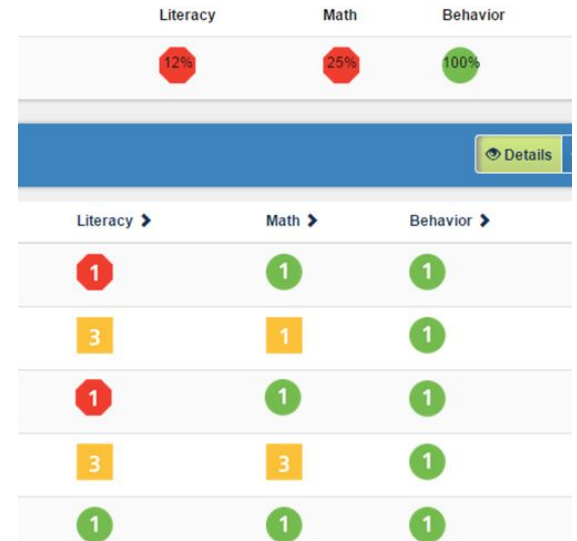 Literacy Math Behavior
12% 25% 100%
Details
Literacy Math Behavior
1 1 1
3 1 1
1 1 1
3 3 1
1 1 1